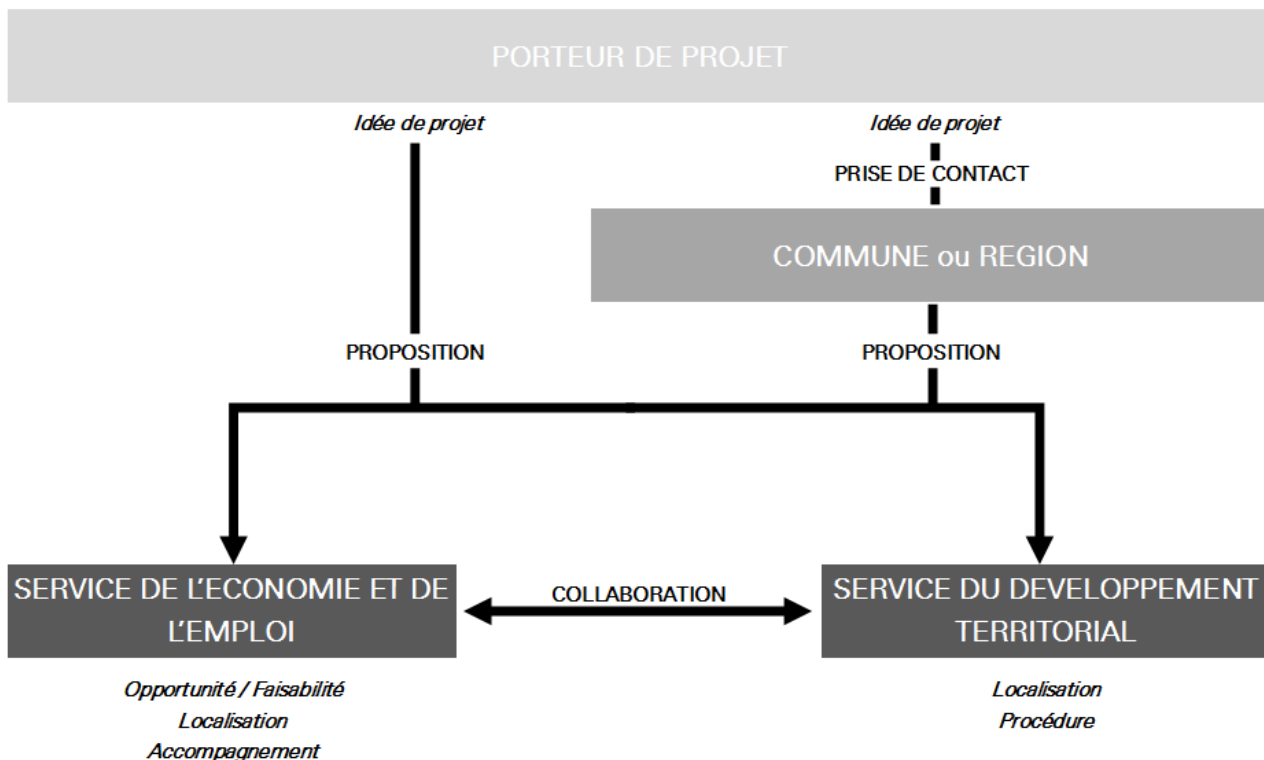 PORTEUR DE PROJET
Idée de projet
Idée de projet
PRISE DE CONTACT
COMMUNE ou REGION
PROPOSITION
PROPOSITION
SERVICE DE L'ECONOMIE ET DE
L'EMPLOI
COLLABORATION
SERVICE DU DEVELOPPEMENT
TERRITORIAL
Opportunité / Faisabilité
Localisation
Accompagnement
Localisation
Procédure